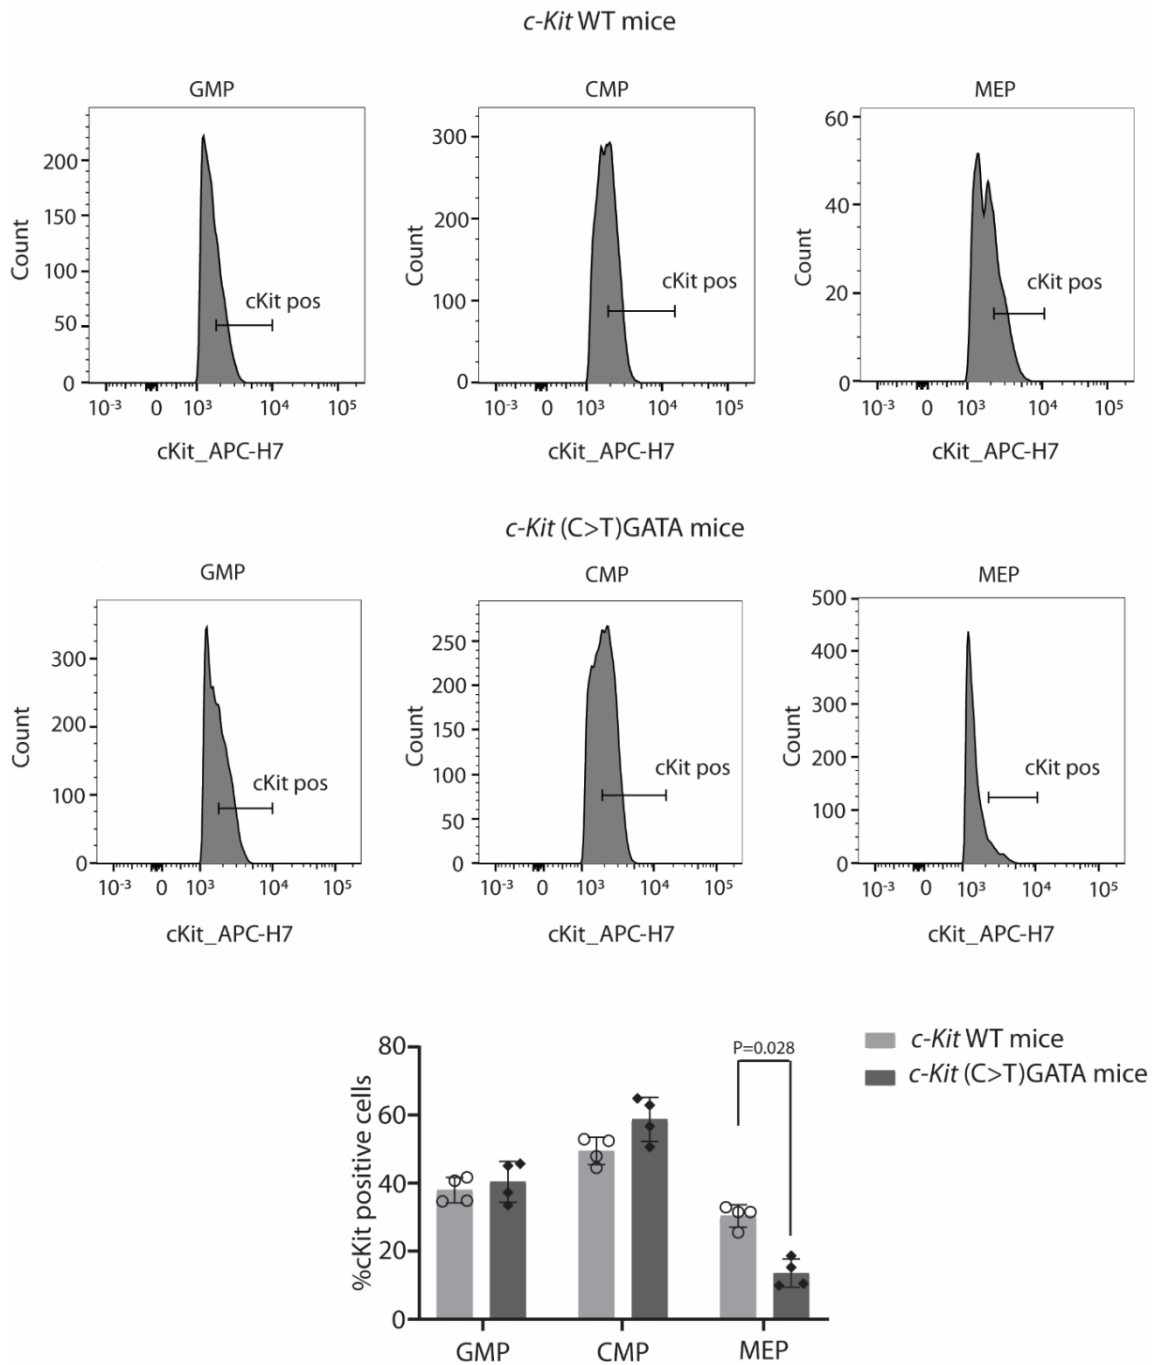 c-Kit WT mice
GMP
200
150
100
50
0
Count
cKit pos
10-3 0 103 104 105
cKit_APC-H7
CMP
300
200
100
0
Count
cKit pos
10-3 0 103 104 105
cKit_APC-H7
MEP
60
40
20
0
Count
cKit pos
10-3 0 103 104 105
cKit_APC-H7
c-Kit (C>T)GATA mice
GMP
300
200
100
0
Count
cKit pos
10-3 0 103 104 105
cKit_APC-H7
CMP
250
200
150
100
50
0
Count
cKit pos
10-3 0 103 104 105
cKit_APC-H7
MEP
500
400
300
200
100
0
Count
cKit pos
10-3 0 103 104 105
cKit_APC-H7
80
60
40
20
0
%cKit positive cells
P=0.028
GMP CMP MEP
c-Kit WT mice
c-Kit (C>T)GATA mice